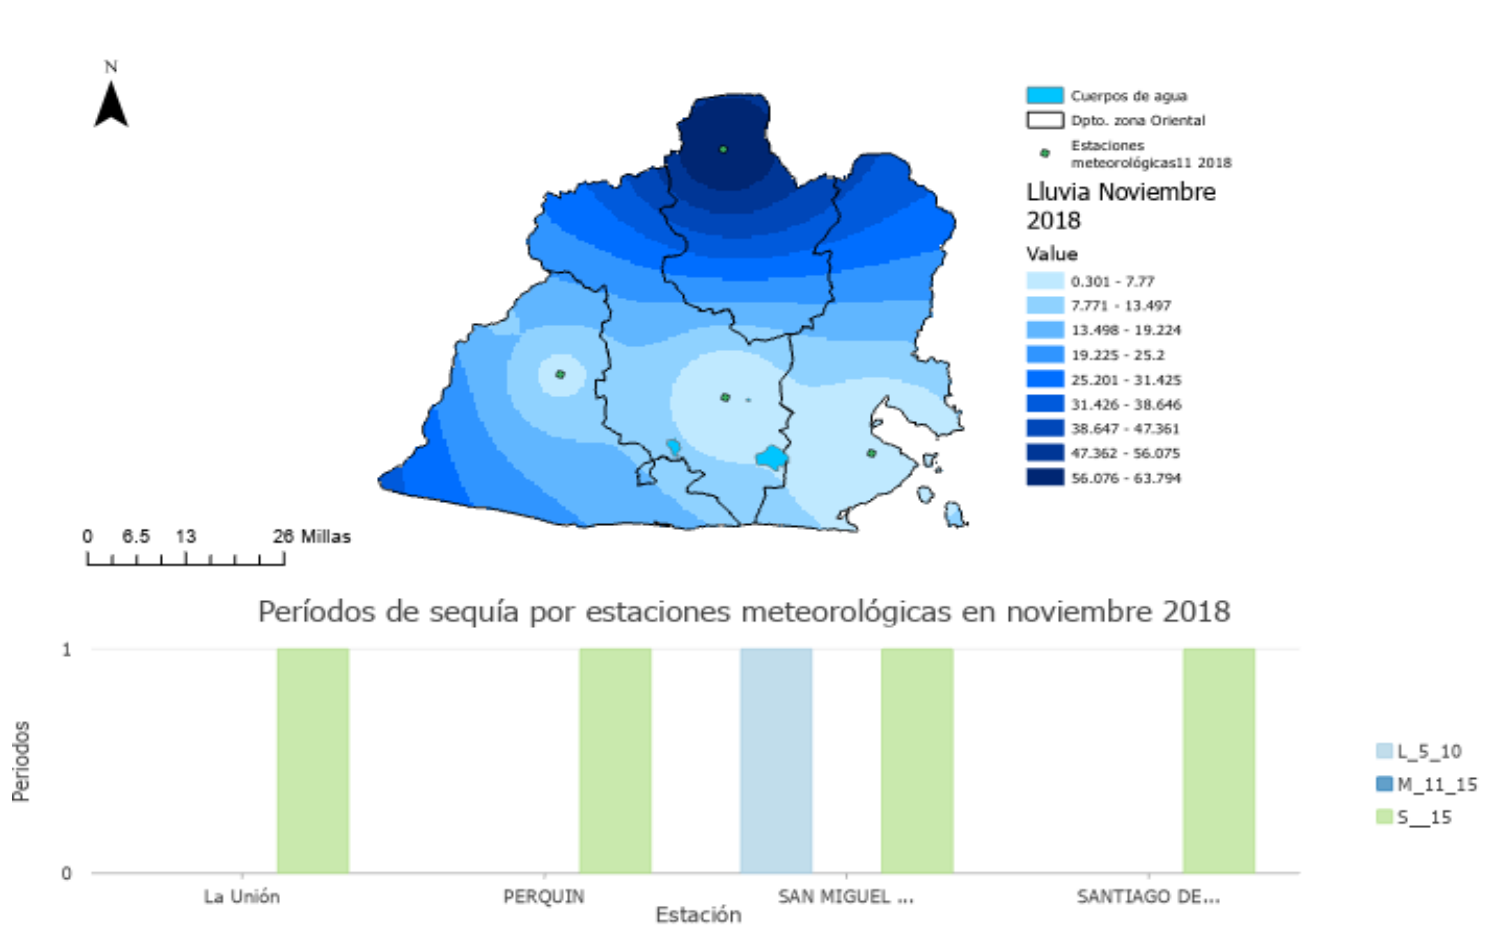 N
Cuerpos de agua
Dpto. zona Oriental
Estaciones
meteorológicas11 2018
Lluvia Noviembre
2018
Value
0.301 - 7.77
7.771 - 13.497
13.498 - 19.224
19.225 - 25.2
25.201 - 31.425
31.426 - 38.646
38.647 - 47.361
47.362 - 56.075
56.076 - 63.794
0 6.5 13 26 Millas
Períodos de sequía por estaciones meteorológicas en noviembre 2018
1
Periodos
0
L_5_10
M_11_15
S__15
La Unión PERQUIN SAN MIGUEL ... SANTIAGO DE...
Estación